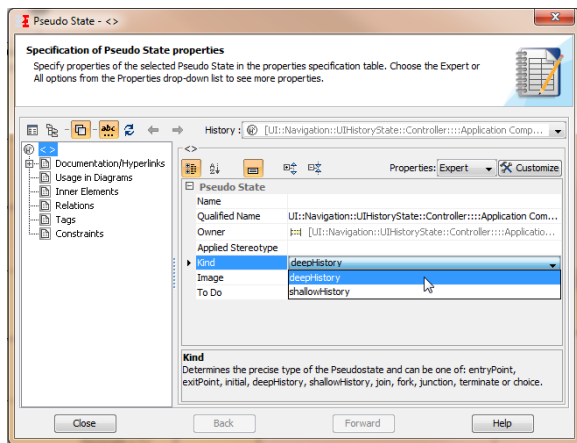 Pseudo State - <>
Specification of Pseudo State properties
Specify properties of the selected Pseudo State in the properties specification table. Choose the Expert or
All options from the Properties drop-down list to see more properties.
History : [UI::Navigation::UIHistoryState::Controller::::Application Comp...
<>
Documentation/Hyperlinks
Usage in Diagrams
Inner Elements
Relations
Tags
Constraints
<>
Properties: Expert Customize
Pseudo State
Name
Qualified Name UI::Navigation::UIHistoryState::Controller::::Application Com...
Owner [UI::Navigation::UIHistoryState::Controller::::Applicatio...
Applied Stereotype
Kind deepHistory
Image deepHistory
To Do shallowHistory
Kind
Determines the precise type of the Pseudostate and can be one of: entryPoint,
exitPoint, initial, deepHistory, shallowHistory, join, fork, junction, terminate or choice.
Close Back Forward Help